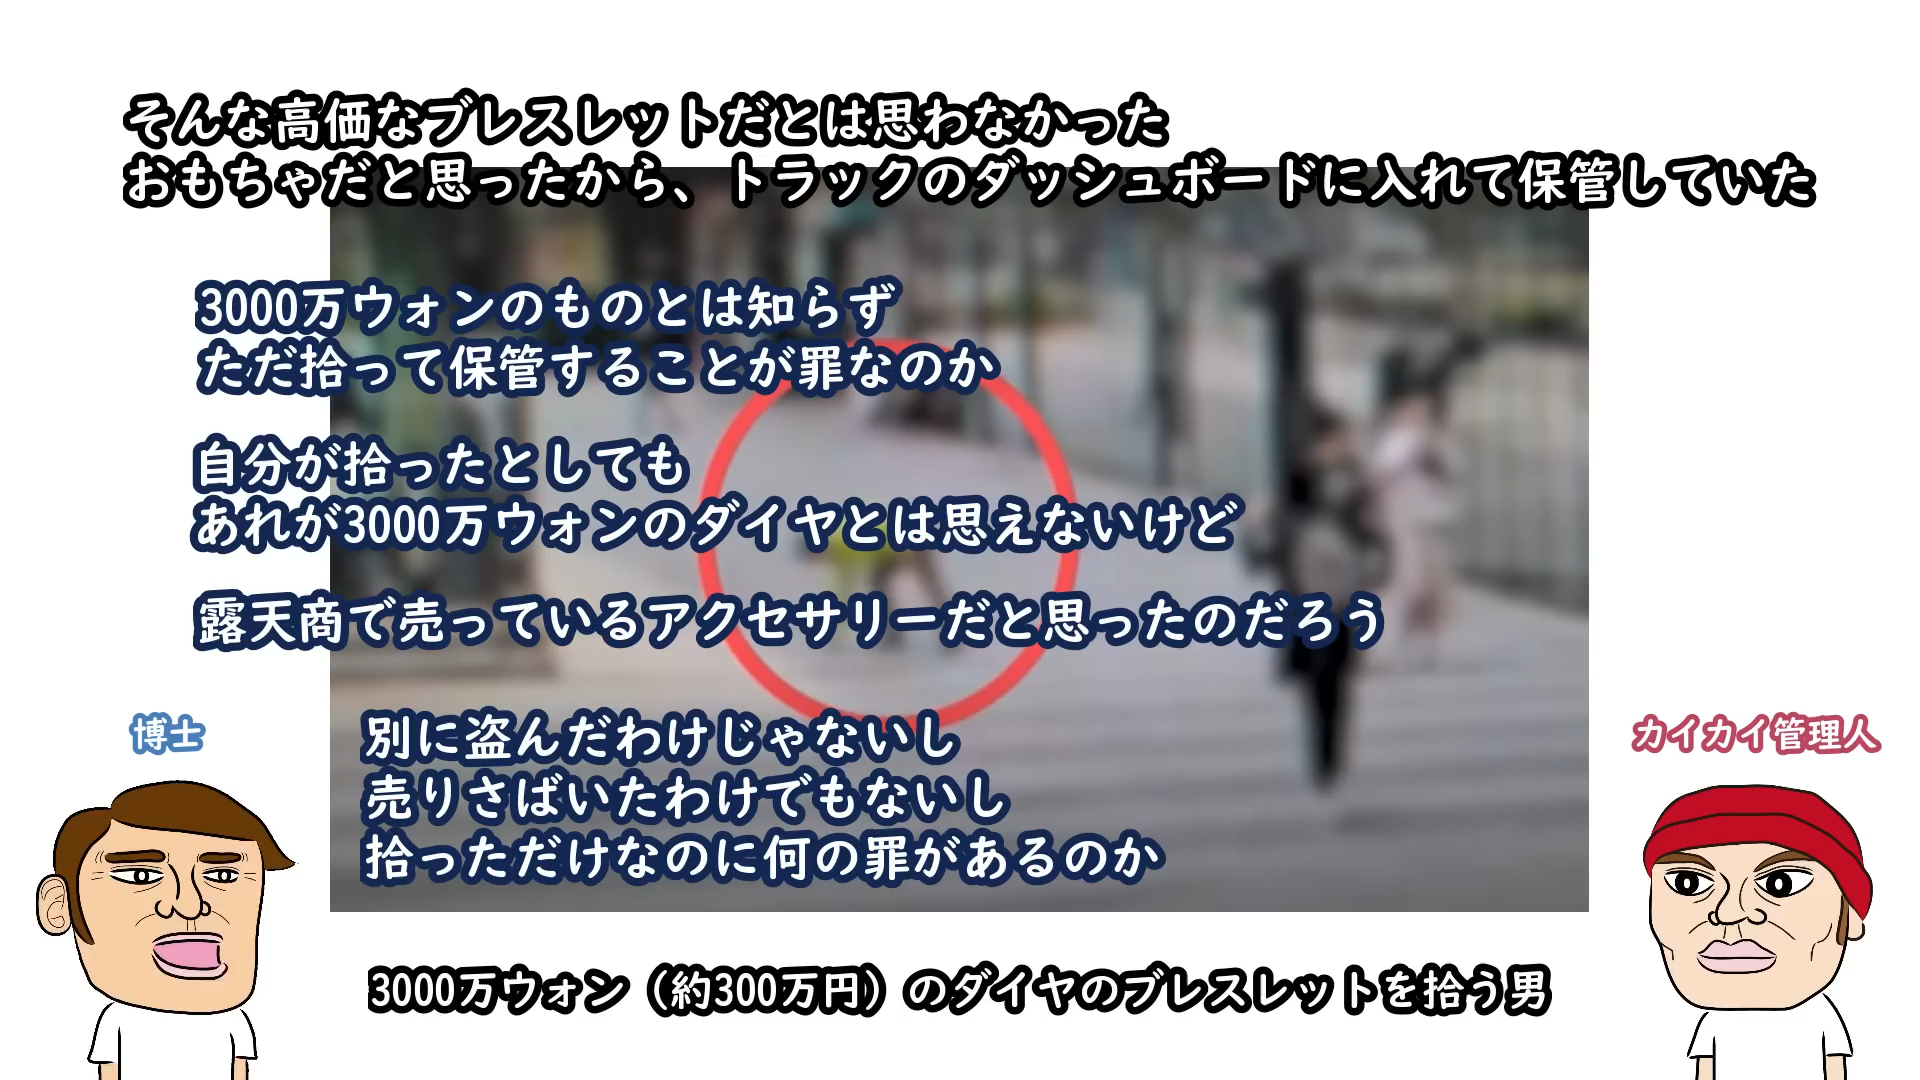 そんな高価なブレスレットだとは思わなかった
おもちゃだと思ったから、トラックのダッシュボードに入れて保管していた
3000万ウォンのものとは知らず
ただ拾って保管することが罪なのか
自分が拾ったとしても
あれが3000万ウォンのダイヤとは思えないけど
露天商で売っているアクセサリーだと思ったのだろう
別に盗んだわけじゃないし
売りさばいたわけでもないし
拾っただけなのに何の罪があるのか
博士
カイカイ管理人
3000万ウォン（約300万円）のダイヤのブレスレットを拾う男